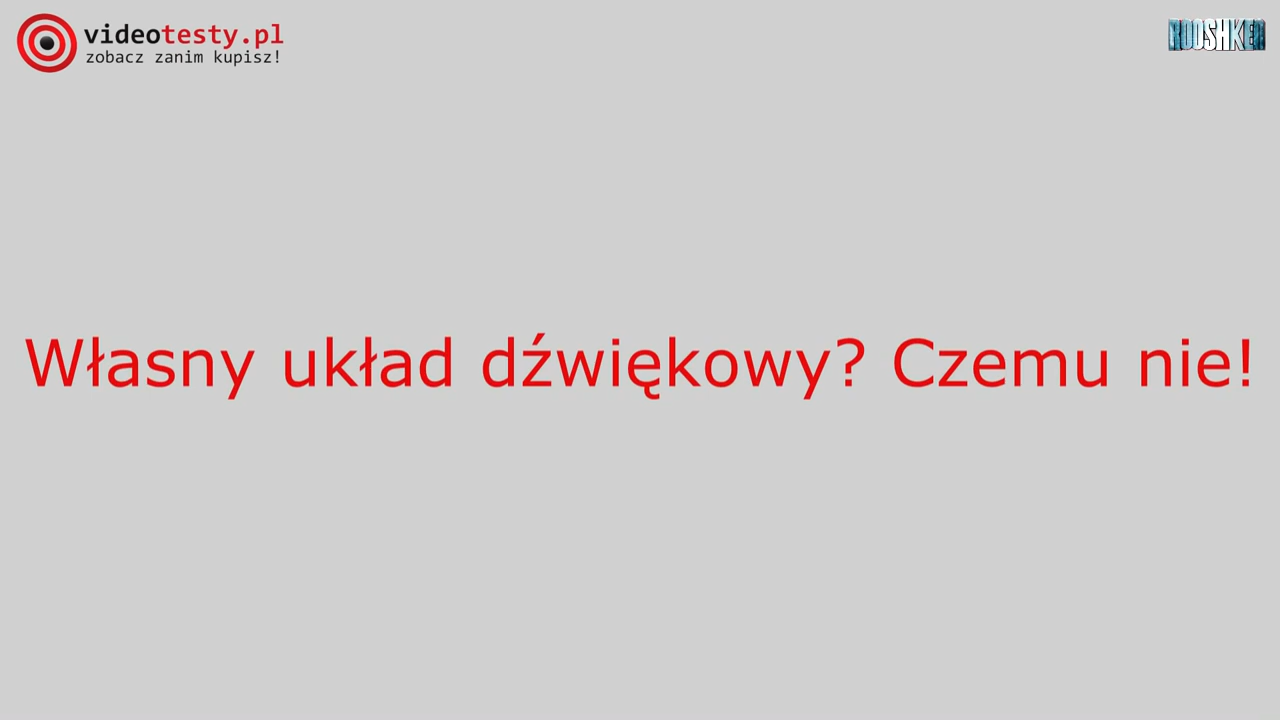 videotesty.pl
zobacz zanim kupisz!
ROOSHKER
Własny układ dźwiękowy? Czemu nie!